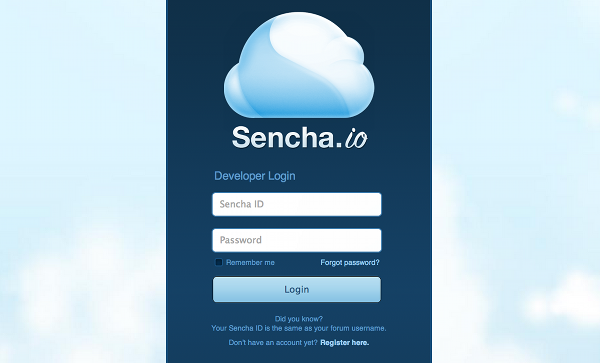 Sencha.io
Developer Login
Sencha ID
Password
Remember me Forgot password?
Login
Did you know?
Your Sencha ID is the same as your forum username.
Don't have an account yet? Register here.